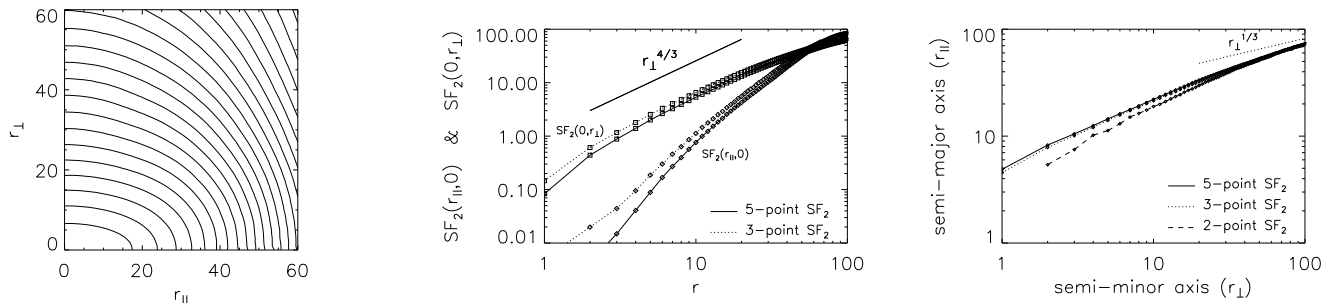 60
40
20
0
0 20 40 60
r||
r⊥
100.00
10.00
1.00
0.10
0.01
1 10 100
r
SF₂(r||,0) & SF₂(0,r⊥)
r⊥^4/3
SF₂(0,r⊥)
SF₂(r||,0)
5-point SF₂
3-point SF₂
100
10
1
1 10 100
semi-minor axis (r⊥)
semi-major axis (r||)
r⊥^1/3
5-point SF₂
3-point SF₂
2-point SF₂